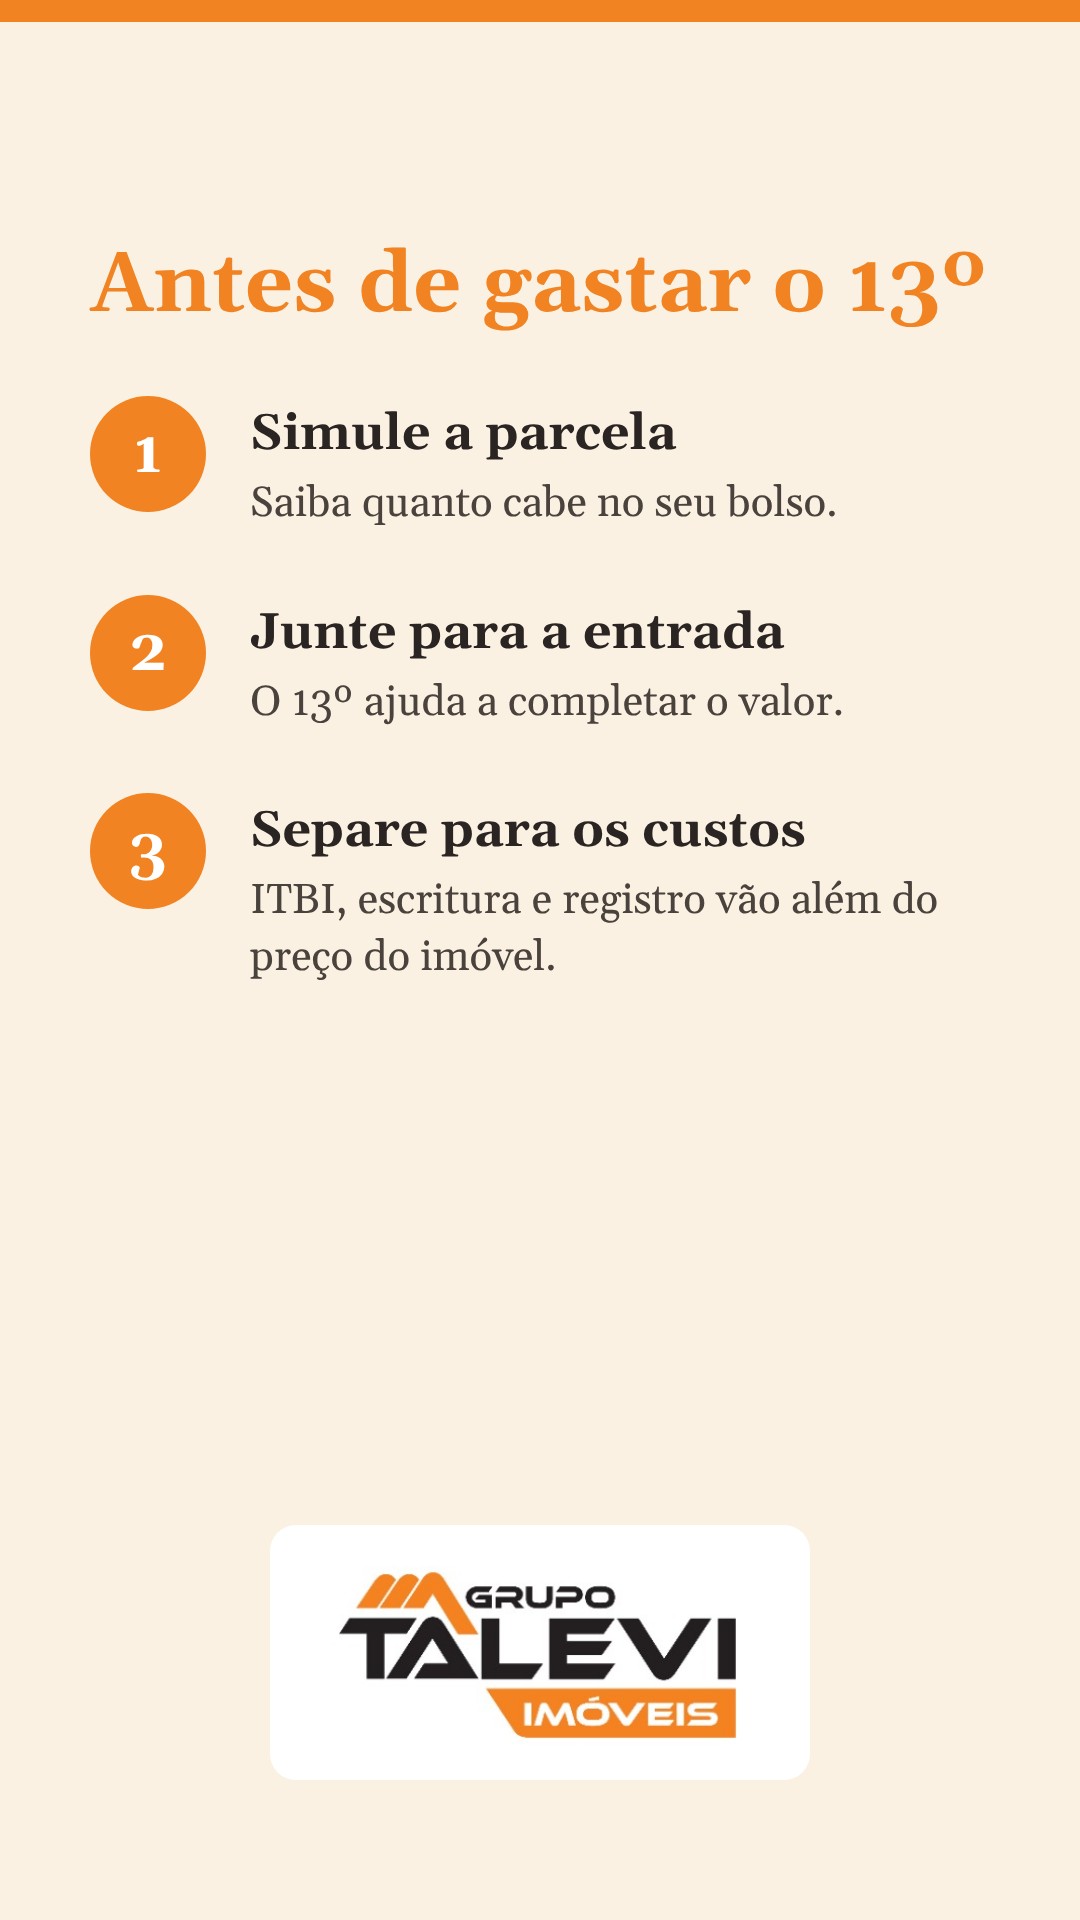 Antes de gastar o 13º
1
Simule a parcela
Saiba quanto cabe no seu bolso.
2
Junte para a entrada
O 13º ajuda a completar o valor.
3
Separe para os custos
ITBI, escritura e registro vão além do
preço do imóvel.
GRUPO
TALEVI
IMÓVEIS